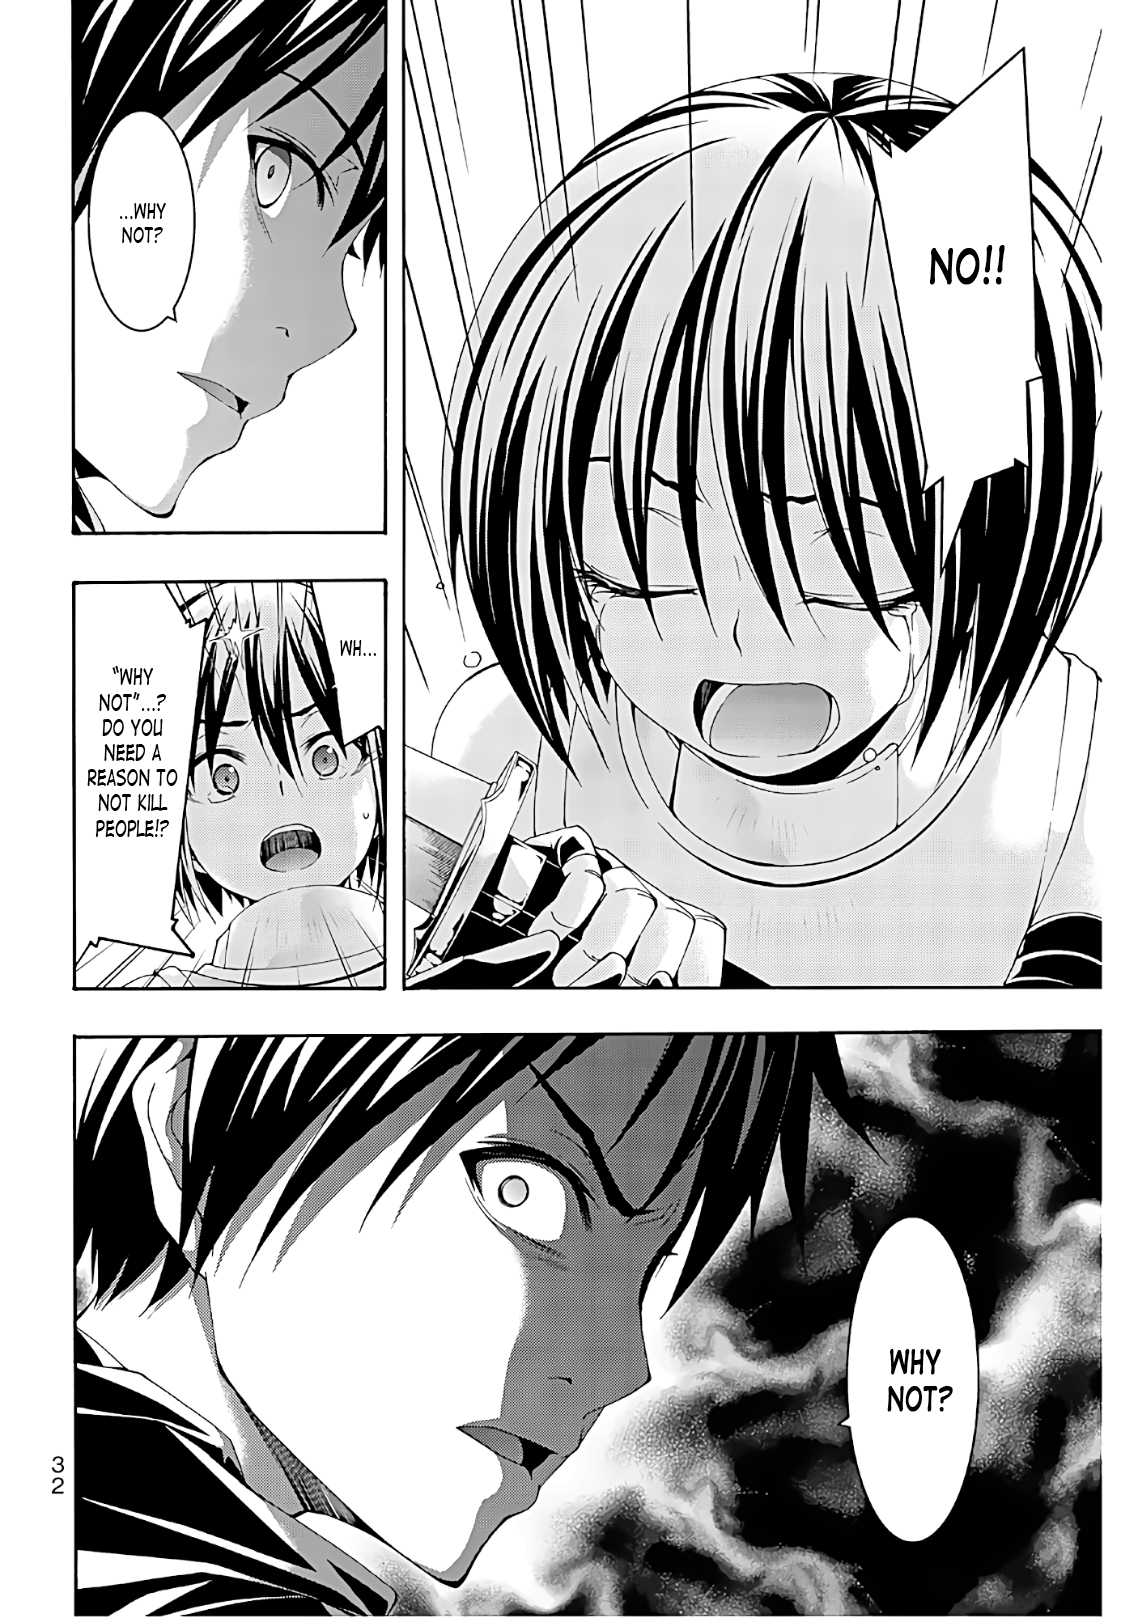 NO!!
...WHY
NOT?
WH...
"WHY
NOT"...?
DO YOU
NEED A
REASON TO
NOT KILL
PEOPLE!?
WHY
NOT?
32